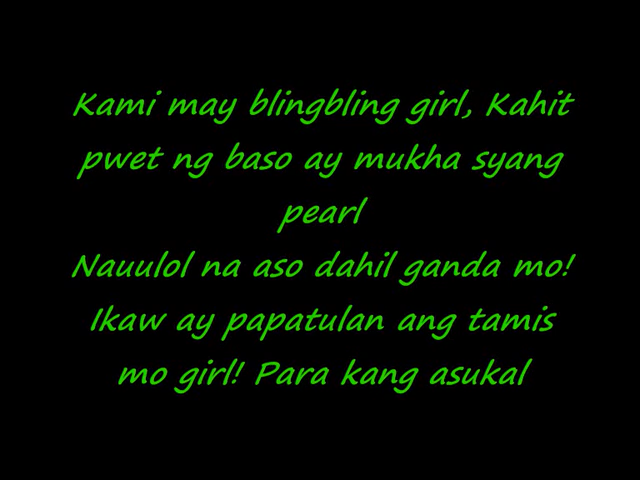 Kami may blingbling girl, Kahit
pwet ng baso ay mukha syang
pearl
Nauulol na aso dahil ganda mo!
Ikaw ay papatulan ang tamis
mo girl! Para kang asukal